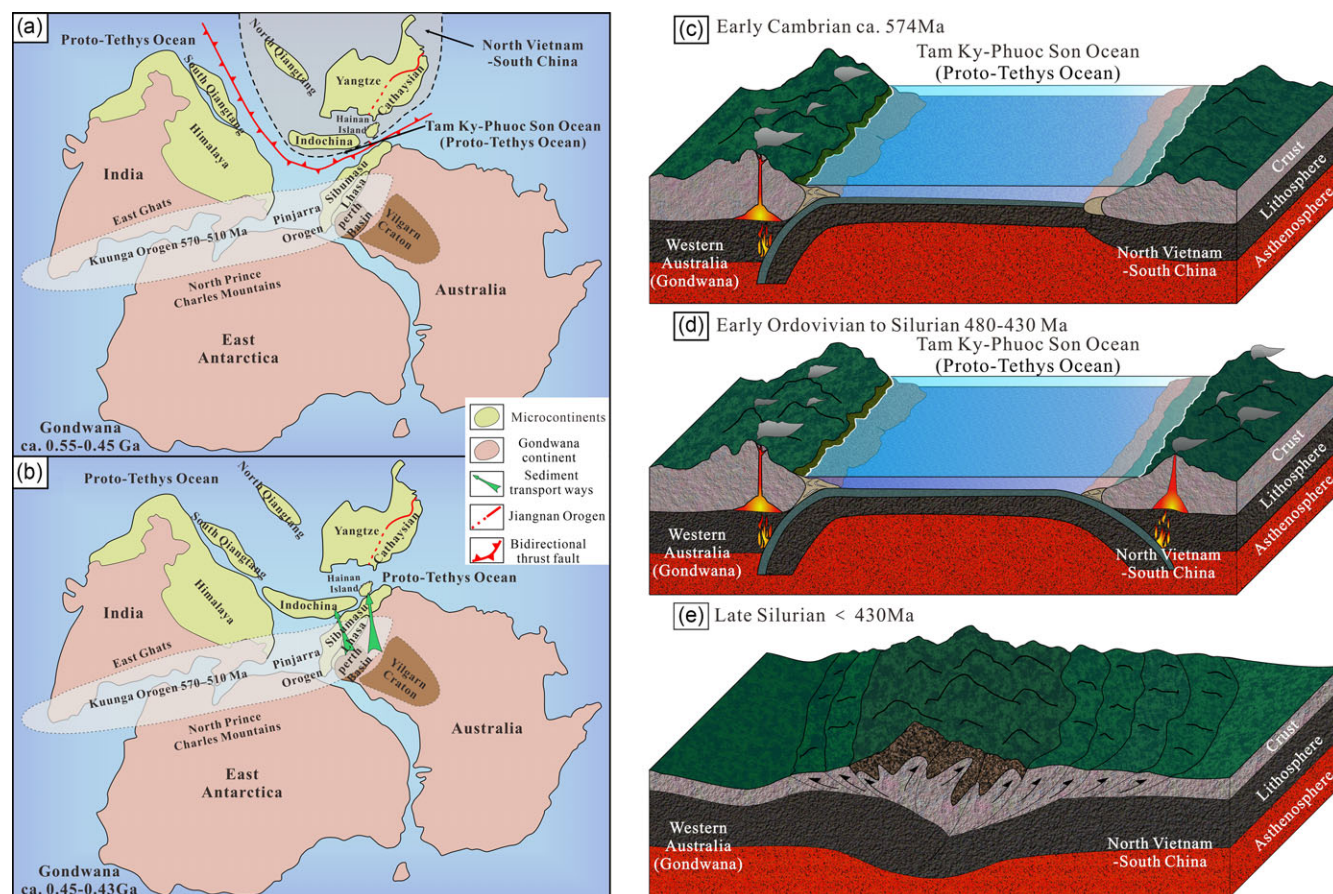 (a)
Proto-Tethys Ocean
North Qiangtang
South Qiangtang
North Vietnam
-South China
Yangtze
Cathaysian
Hainan
Island
Indochina
Tam Ky-Phuoc Son Ocean
(Proto-Tethys Ocean)
Himalaya
India
Sibumasu
Lhasa
perth
Basin
East Ghats
Pinjarra
Orogen
Yilgarn
Craton
Kuunga Orogen 570–510 Ma
North Prince
Charles Mountains
Australia
East
Antarctica
Gondwana
ca. 0.55-0.45 Ga
Microcontinents
Gondwana
continent
Sediment
transport ways
Jiangnan Orogen
Bidirectional
thrust fault
(b)
Proto-Tethys Ocean
North Qiangtang
South Qiangtang
Yangtze
Cathaysian
Hainan
Island
Proto-Tethys Ocean
Indochina
Himalaya
India
Sibumasu
Lhasa
perth
Basin
East Ghats
Pinjarra
Orogen
Yilgarn
Craton
Kuunga Orogen 570–510 Ma
North Prince
Charles Mountains
Australia
East
Antarctica
Gondwana
ca. 0.45-0.43Ga
(c) Early Cambrian ca. 574Ma
Tam Ky-Phuoc Son Ocean
(Proto-Tethys Ocean)
Crust
Lithosphere
Asthenosphere
Western
Australia
(Gondwana)
North Vietnam
-South China
(d) Early Ordovivian to Silurian 480-430 Ma
Tam Ky-Phuoc Son Ocean
(Proto-Tethys Ocean)
Crust
Lithosphere
Asthenosphere
Western
Australia
(Gondwana)
North Vietnam
-South China
(e) Late Silurian < 430Ma
Crust
Lithosphere
Asthenosphere
Western
Australia
(Gondwana)
North Vietnam
-South China